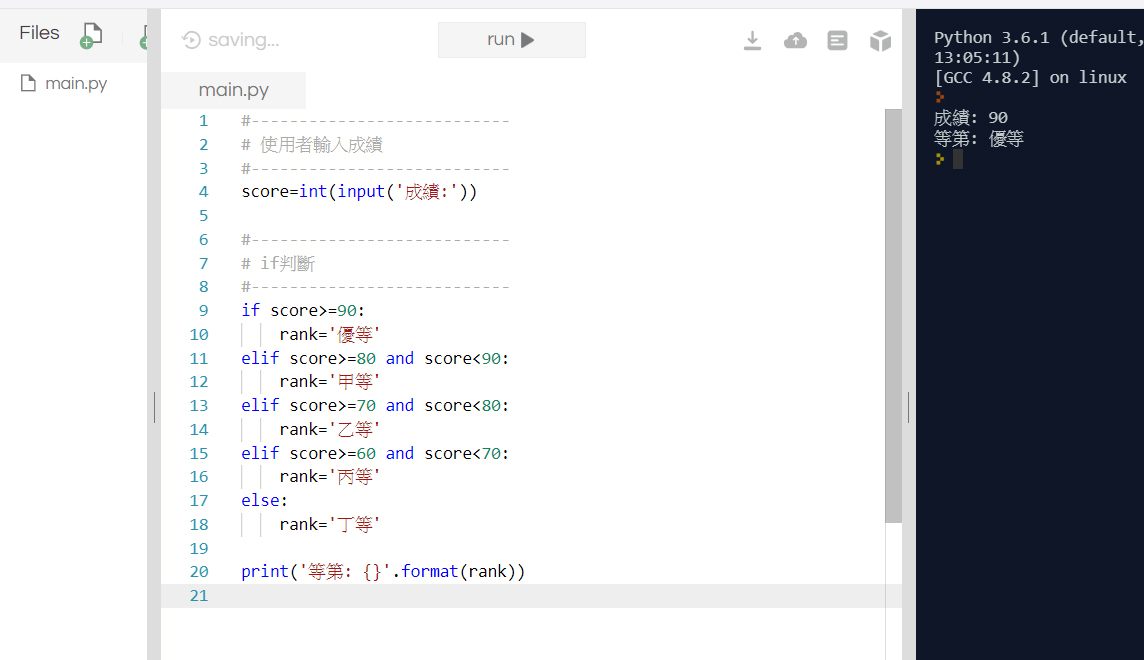 Files
main.py
saving...
run
main.py
1 #---------------------------
2 # 使用者輸入成績
3 #---------------------------
4 score=int(input('成績:'))
5
6 #---------------------------
7 # if判斷
8 #---------------------------
9 if score>=90:
10 rank='優等'
11 elif score>=80 and score<90:
12 rank='甲等'
13 elif score>=70 and score<80:
14 rank='乙等'
15 elif score>=60 and score<70:
16 rank='丙等'
17 else:
18 rank='丁等'
19
20 print('等第: {}'.format(rank))
21
Python 3.6.1 (default,
13:05:11)
[GCC 4.8.2] on linux
成績: 90
等第: 優等